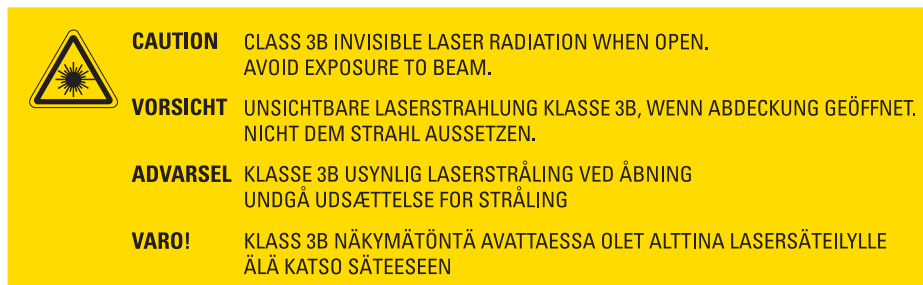 CAUTION CLASS 3B INVISIBLE LASER RADIATION WHEN OPEN.
AVOID EXPOSURE TO BEAM.
VORSICHT UNSICHTBARE LASERSTRAHLUNG KLASSE 3B, WENN ABDECKUNG GEÖFFNET.
NICHT DEM STRAHL AUSSETZEN.
ADVARSEL KLASSE 3B USYNLIG LASERSTRÅLING VED ÅBNING
UNDGÅ UDSÆTTELSE FOR STRÅLING
VARO! KLASS 3B NÄKYMÄTÖNTÄ AVATTAESSA OLET ALTTINA LASERSÄTEILYLLE
ÄLÄ KATSO SÄTEESEEN